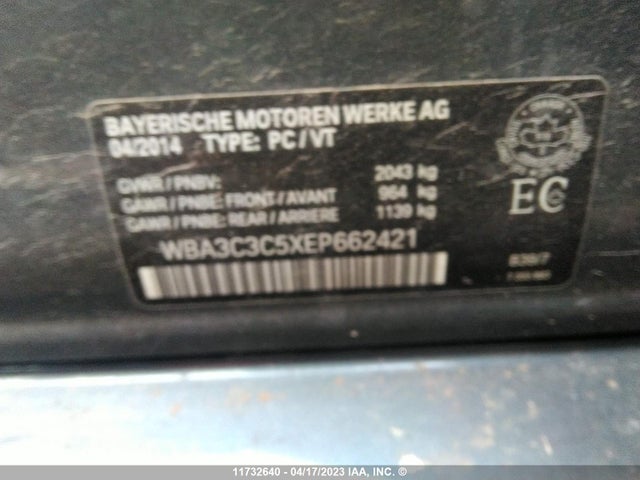 BAYERISCHE MOTOREN WERKE AG
04/2014 TYPE: PC / VT
GVWR / PNBV: 2043 kg
GAWR / PNBE: FRONT / AVANT 964 kg
GAWR / PNBE: REAR / ARRIERE 1139 kg
WBA3C3C5XEP662421
EC
11732640 - 04/17/2023 IAA, INC. ©